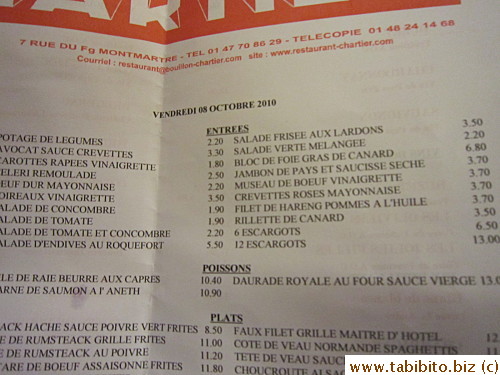 7 RUE DU Fg MONTMARTRE - TEL 01 47 70 86 29 - TELECOPIE 01 48 24 14 68
Courriel : restaurant@bouillon-chartier.com site : www.restaurant-chartier
VENDREDI 08 OCTOBRE 2010
ENTREES
POTAGE DE LEGUMES 2.20 SALADE FRISEE AUX LARDONS 3.50
AVOCAT SAUCE CREVETTES 3.30 SALADE VERTE MELANGEE 2.20
CAROTTES RAPEES VINAIGRETTE 1.80 BLOC DE FOIE GRAS DE CANARD 6.80
CELERI REMOULADE 2.50 JAMBON DE PAYS ET SAUCISSE SECHE 3.70
OEUF DUR MAYONNAISE 2.20 MUSEAU DE BOEUF VINAIGRETTE 3.70
POIREAUX VINAIGRETTE 3.50 CREVETTES ROSES MAYONNAISE 3.70
SALADE DE CONCOMBRE 1.90 FILET DE HARENG POMMES A L'HUILE 3.70
SALADE DE TOMATE 1.90 RILLETTE DE CANARD 3.50
SALADE DE TOMATE ET CONCOMBRE 2.20 6 ESCARGOTS 6.50
SALADE D'ENDIVES AU ROQUEFORT 5.50 12 ESCARGOTS 13.00
POISSONS
LE DE RAIE BEURRE AUX CAPRES 10.40 DAURADE ROYALE AU FOUR SAUCE VIERGE 13.0
DARNE DE SAUMON A l' ANETH 10.90
PLATS
ACK HACHE SAUCE POIVRE VERT FRITES 8.50 FAUX FILET GRILLE MAITRE D' HOTEL 12
E DE RUMSTEACK GRILLE FRITES 11.00 COTE DE VEAU NORMANDE SPAGHETTIS
DE RUMSTEACK AU POIVRE 11.20 TETE DE VEAU SAUC
TARE DE BOEUF ASSAISONNE FRITES 11.80 CHOUCROUTE ALSAC
www.tabibito.biz (c)